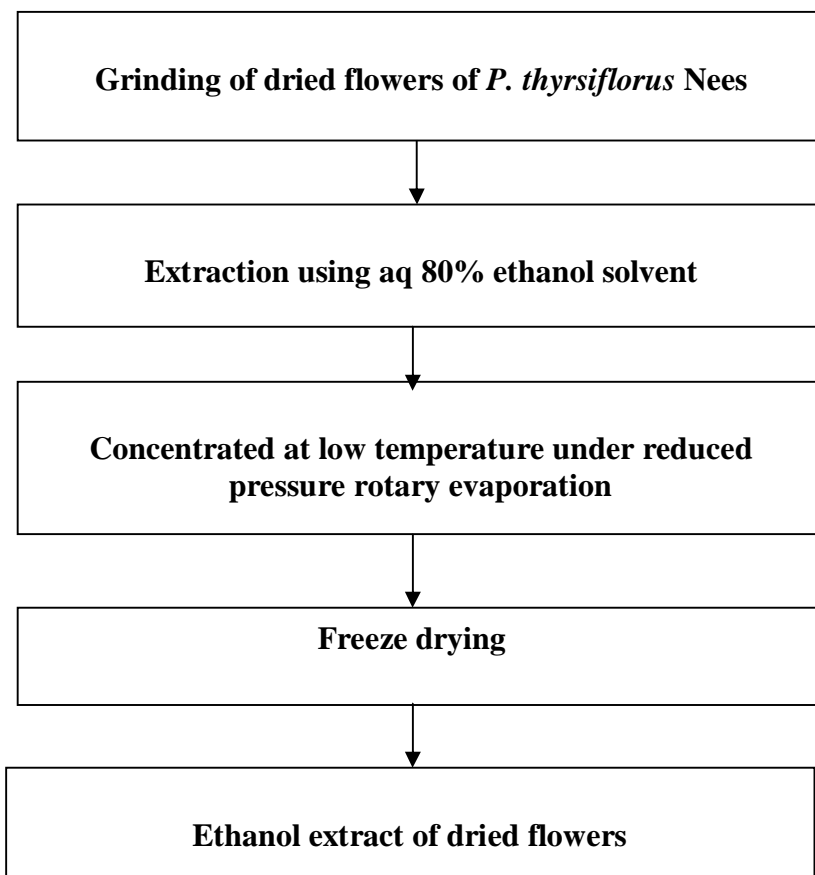 Grinding of dried flowers of P. thyrsiflorus Nees
Extraction using aq 80% ethanol solvent
Concentrated at low temperature under reduced
pressure rotary evaporation
Freeze drying
Ethanol extract of dried flowers